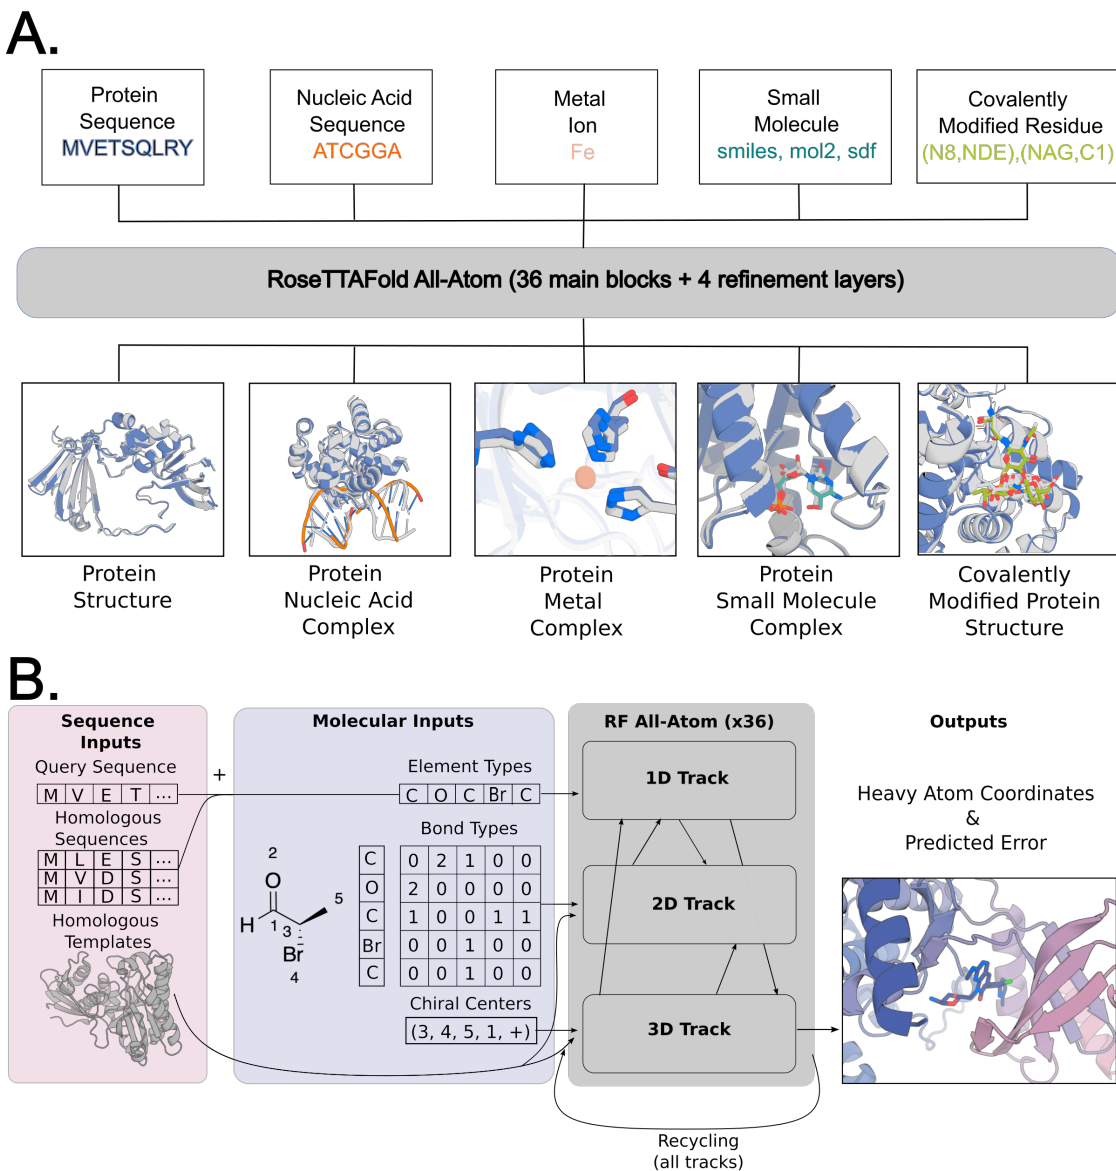 A.
Protein
Sequence
MVETSQLRY
Nucleic Acid
Sequence
ATCGGA
Metal
Ion
Fe
Small
Molecule
smiles, mol2, sdf
Covalently
Modified Residue
(N8,NDE),(NAG,C1)
RoseTTAFold All-Atom (36 main blocks + 4 refinement layers)
Protein
Structure
Protein
Nucleic Acid
Complex
Protein
Metal
Complex
Protein
Small Molecule
Complex
Covalently
Modified Protein
Structure
B.
Sequence
Inputs
Query Sequence
M V E T ...
Homologous
Sequences
M L E S ...
M V D S ...
M I D S ...
Homologous
Templates
+
Molecular Inputs
Element Types
C O C Br C
Bond Types
C 0 2 1 0 0
O 2 0 0 0 0
C 1 0 0 1 1
Br 0 0 1 0 0
C 0 0 1 0 0
2
O
5
H
1
3
Br
4
Chiral Centers
(3, 4, 5, 1, +)
RF All-Atom (x36)
1D Track
2D Track
3D Track
Recycling
(all tracks)
Outputs
Heavy Atom Coordinates
&
Predicted Error